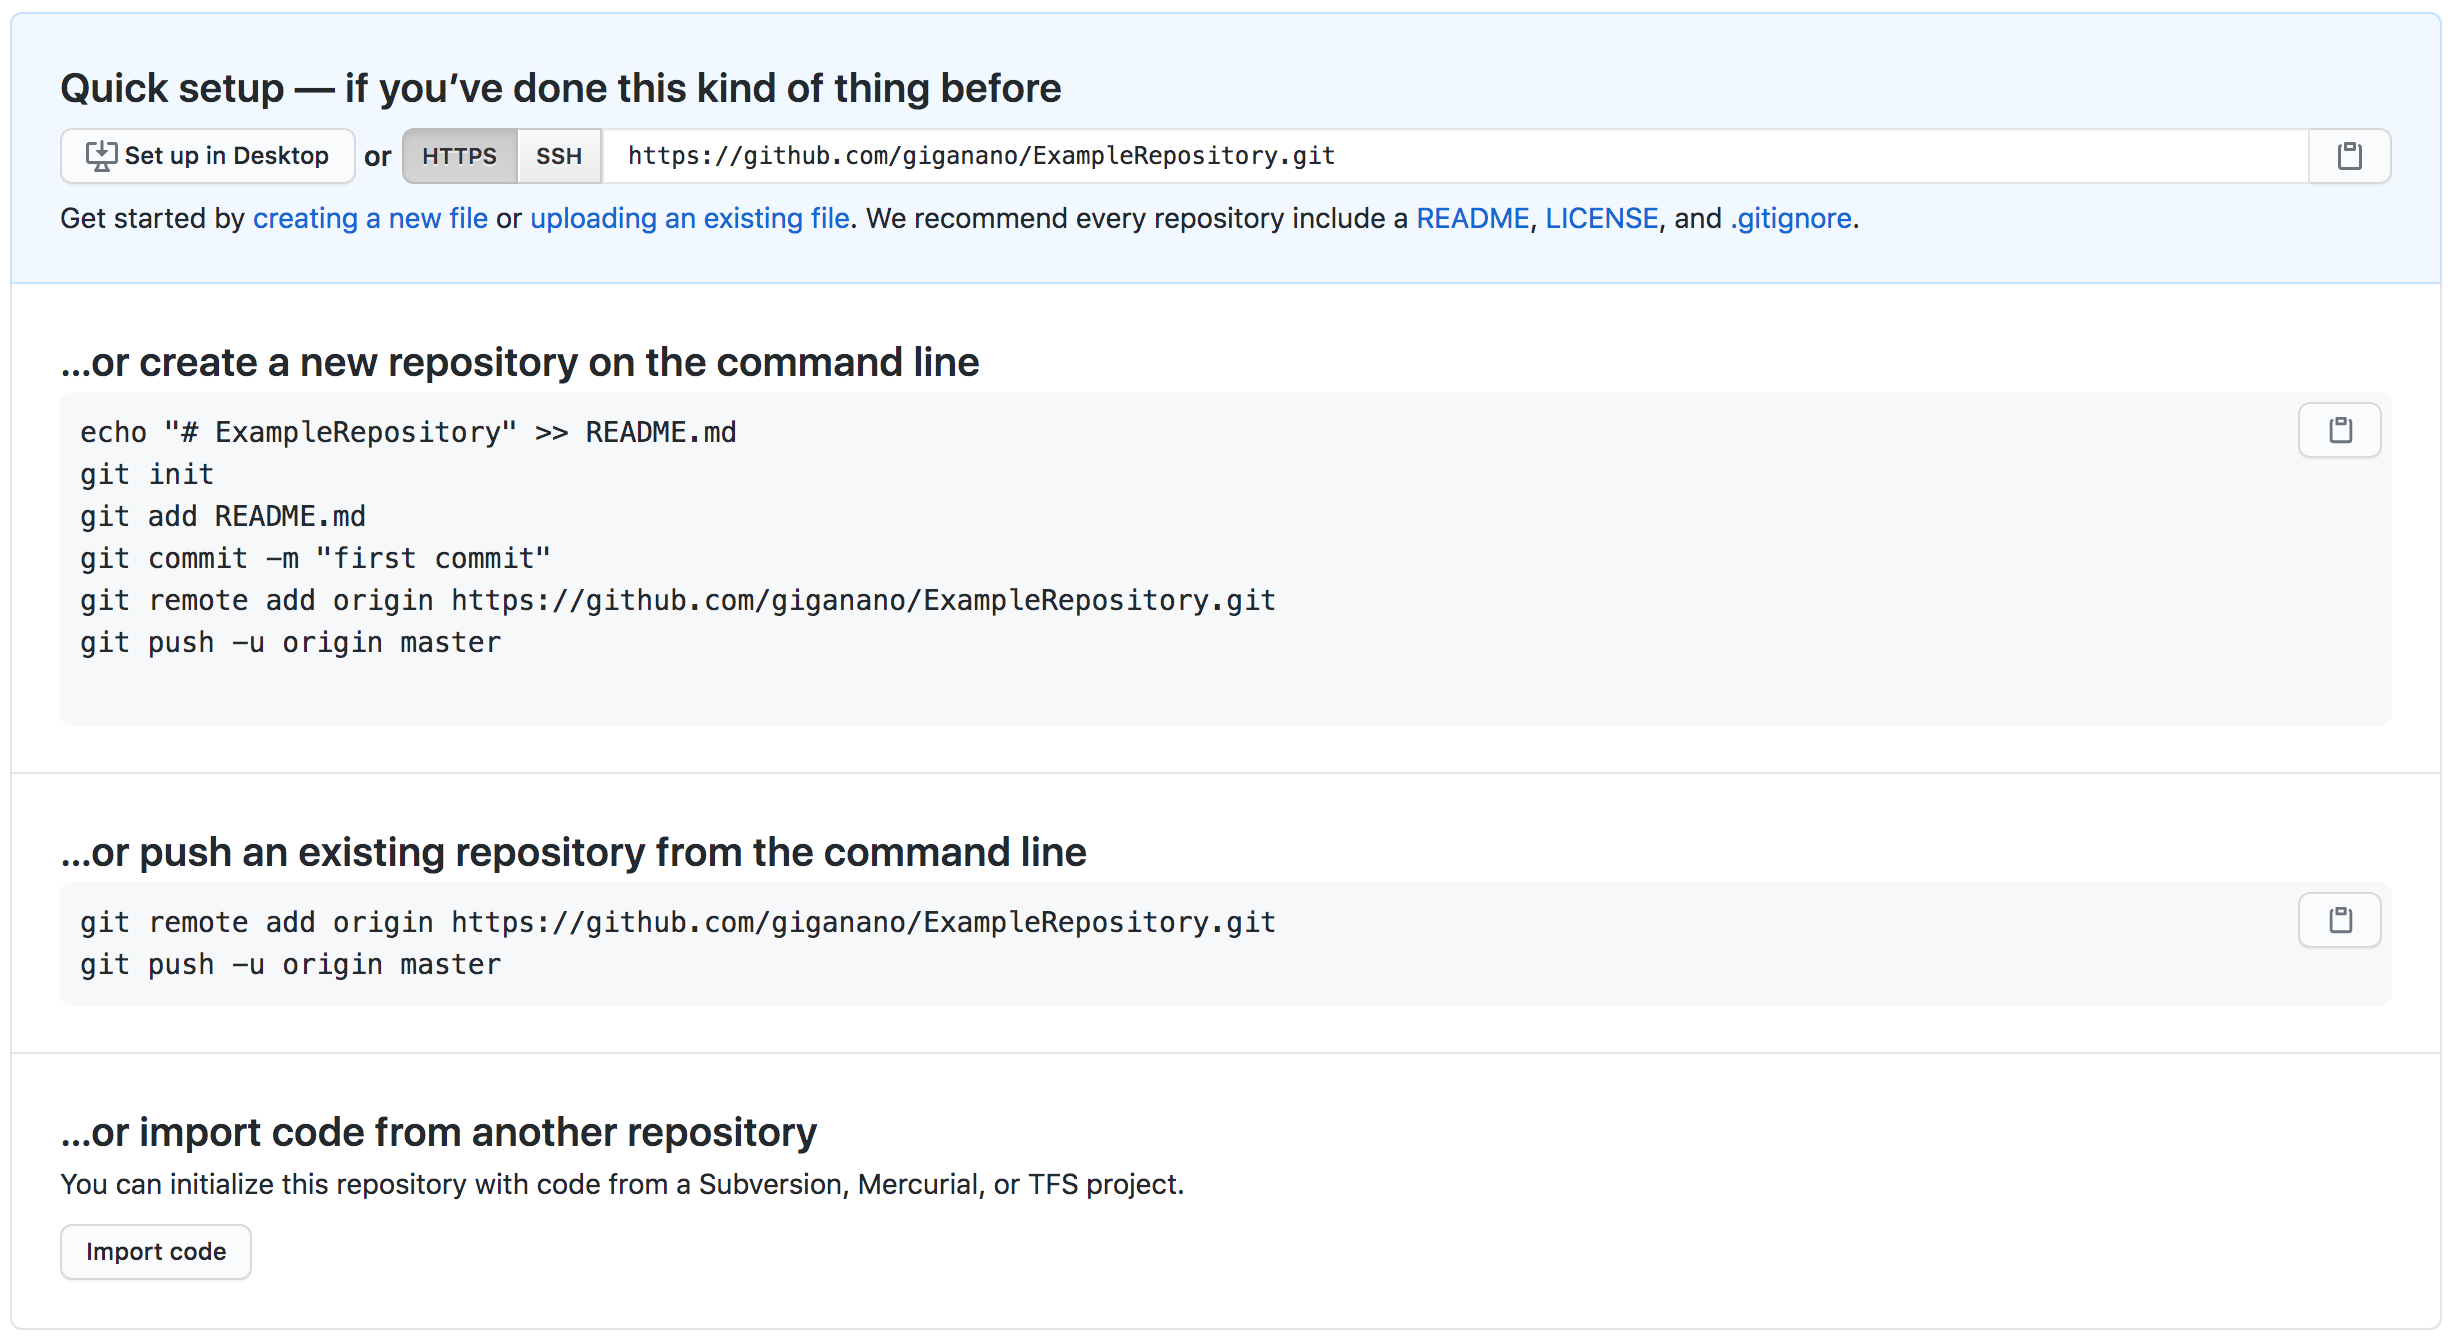 Quick setup — if you’ve done this kind of thing before
Set up in Desktop or HTTPS SSH https://github.com/giganano/ExampleRepository.git
Get started by creating a new file or uploading an existing file. We recommend every repository include a README, LICENSE, and .gitignore.
…or create a new repository on the command line
echo "# ExampleRepository" >> README.md
git init
git add README.md
git commit -m "first commit"
git remote add origin https://github.com/giganano/ExampleRepository.git
git push -u origin master
…or push an existing repository from the command line
git remote add origin https://github.com/giganano/ExampleRepository.git
git push -u origin master
…or import code from another repository
You can initialize this repository with code from a Subversion, Mercurial, or TFS project.
Import code